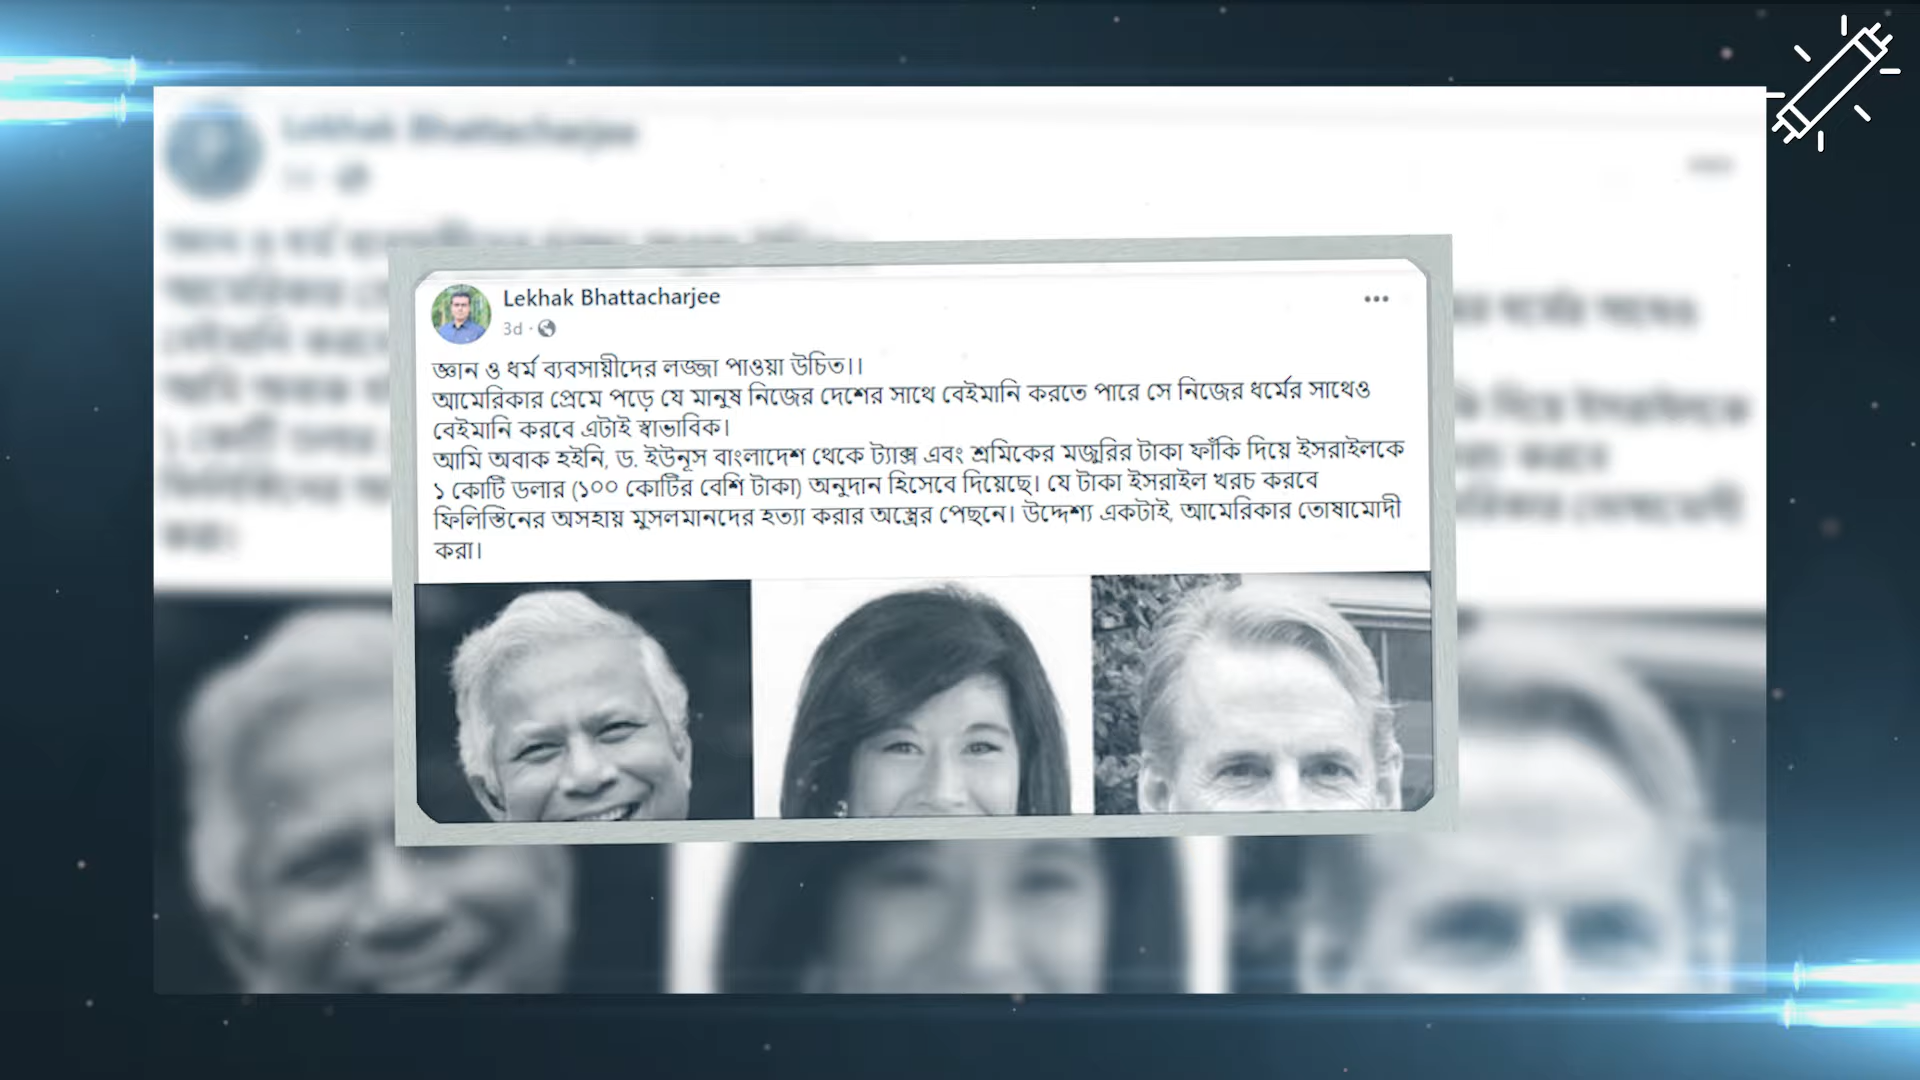 Lekhak Bhattacharjee
3d
জ্ঞান ও ধর্ম ব্যবসায়ীদের লজ্জা পাওয়া উচিত।।
আমেরিকার প্রেমে পড়ে যে মানুষ নিজের দেশের সাথে বেইমানি করতে পারে সে নিজের ধর্মের সাথেও
বেইমানি করবে এটাই স্বাভাবিক।
আমি অবাক হইনি, ড. ইউনূস বাংলাদেশ থেকে ট্যাক্স এবং শ্রমিকের মজুরির টাকা ফাঁকি দিয়ে ইসরাইলকে
১ কোটি ডলার (১০০ কোটির বেশি টাকা) অনুদান হিসেবে দিয়েছে। যে টাকা ইসরাইল খরচ করবে
ফিলিস্তিনের অসহায় মুসলমানদের হত্যা করার অস্ত্রের পেছনে। উদ্দেশ্য একটাই, আমেরিকার তোষামোদী
করা।